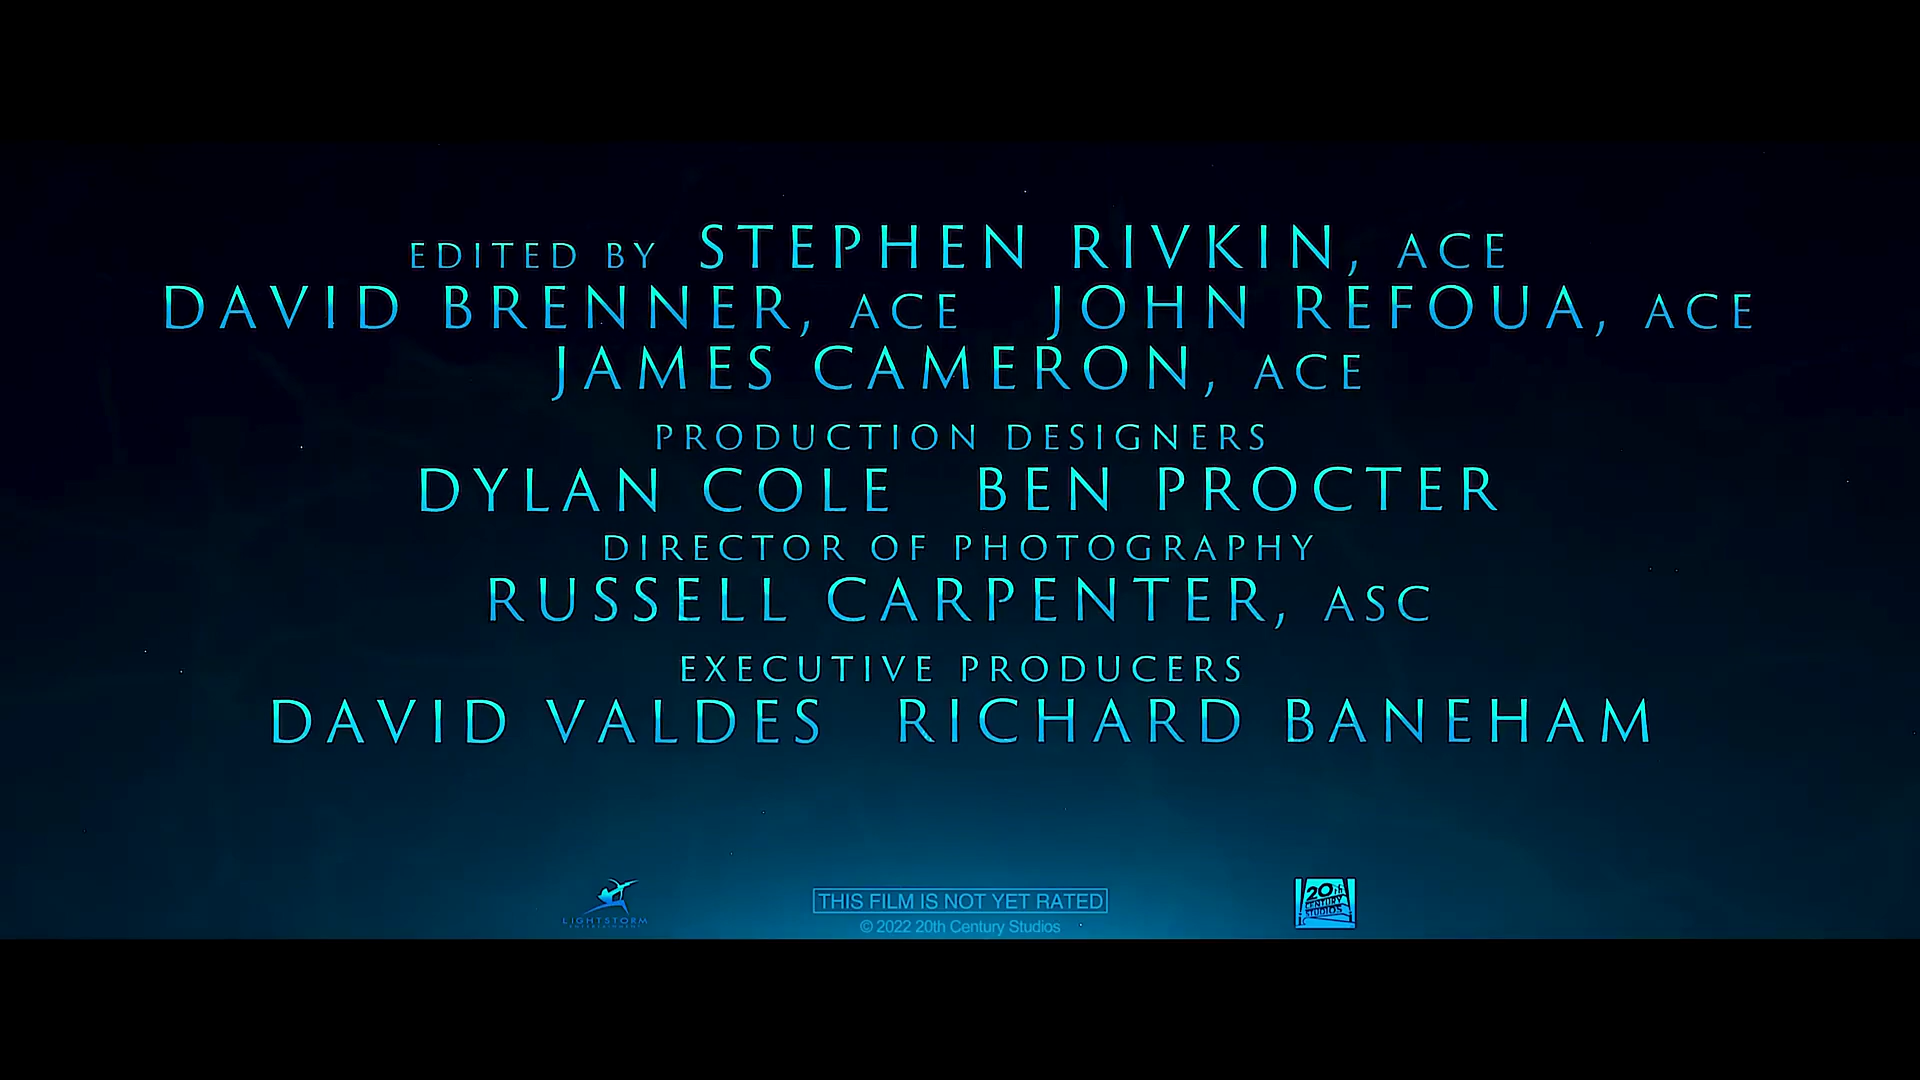 EDITED BY STEPHEN RIVKIN, ACE
DAVID BRENNER, ACE JOHN REFOUA, ACE
JAMES CAMERON, ACE
PRODUCTION DESIGNERS
DYLAN COLE BEN PROCTER
DIRECTOR OF PHOTOGRAPHY
RUSSELL CARPENTER, ASC
EXECUTIVE PRODUCERS
DAVID VALDES RICHARD BANEHAM
LIGHTSTORM
ENTERTAINMENT
THIS FILM IS NOT YET RATED
© 2022 20th Century Studios
20th
CENTURY
STUDIOS